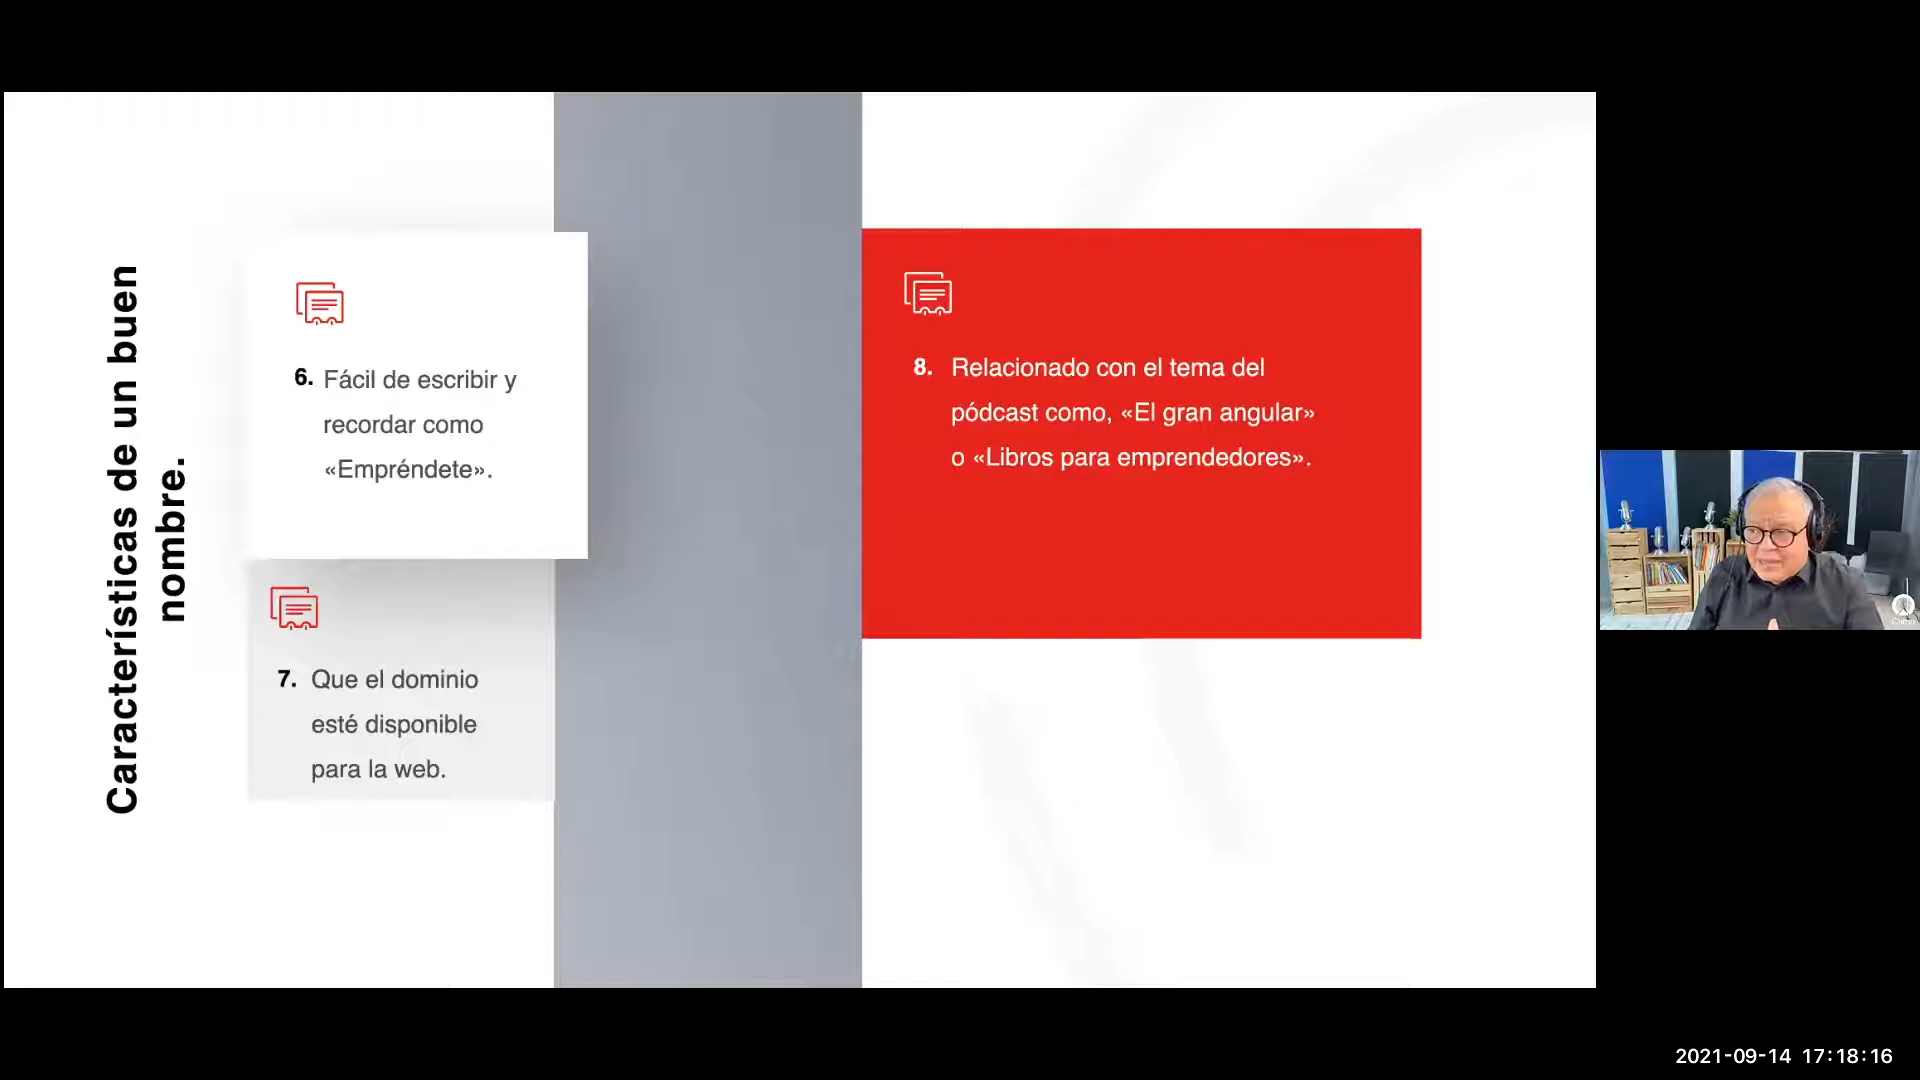 Características de un buen
nombre.
6. Fácil de escribir y
recordar como
«Empréndete».
7. Que el dominio
esté disponible
para la web.
8. Relacionado con el tema del
pódcast como, «El gran angular»
o «Libros para emprendedores».
2021-09-14 17:18:16